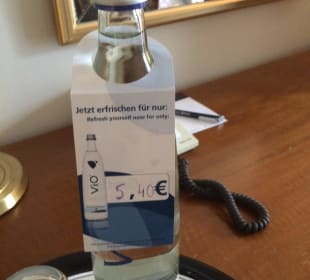 Jetzt erfrischen für nur:
Refresh yourself now for only:
ViO
5,40€